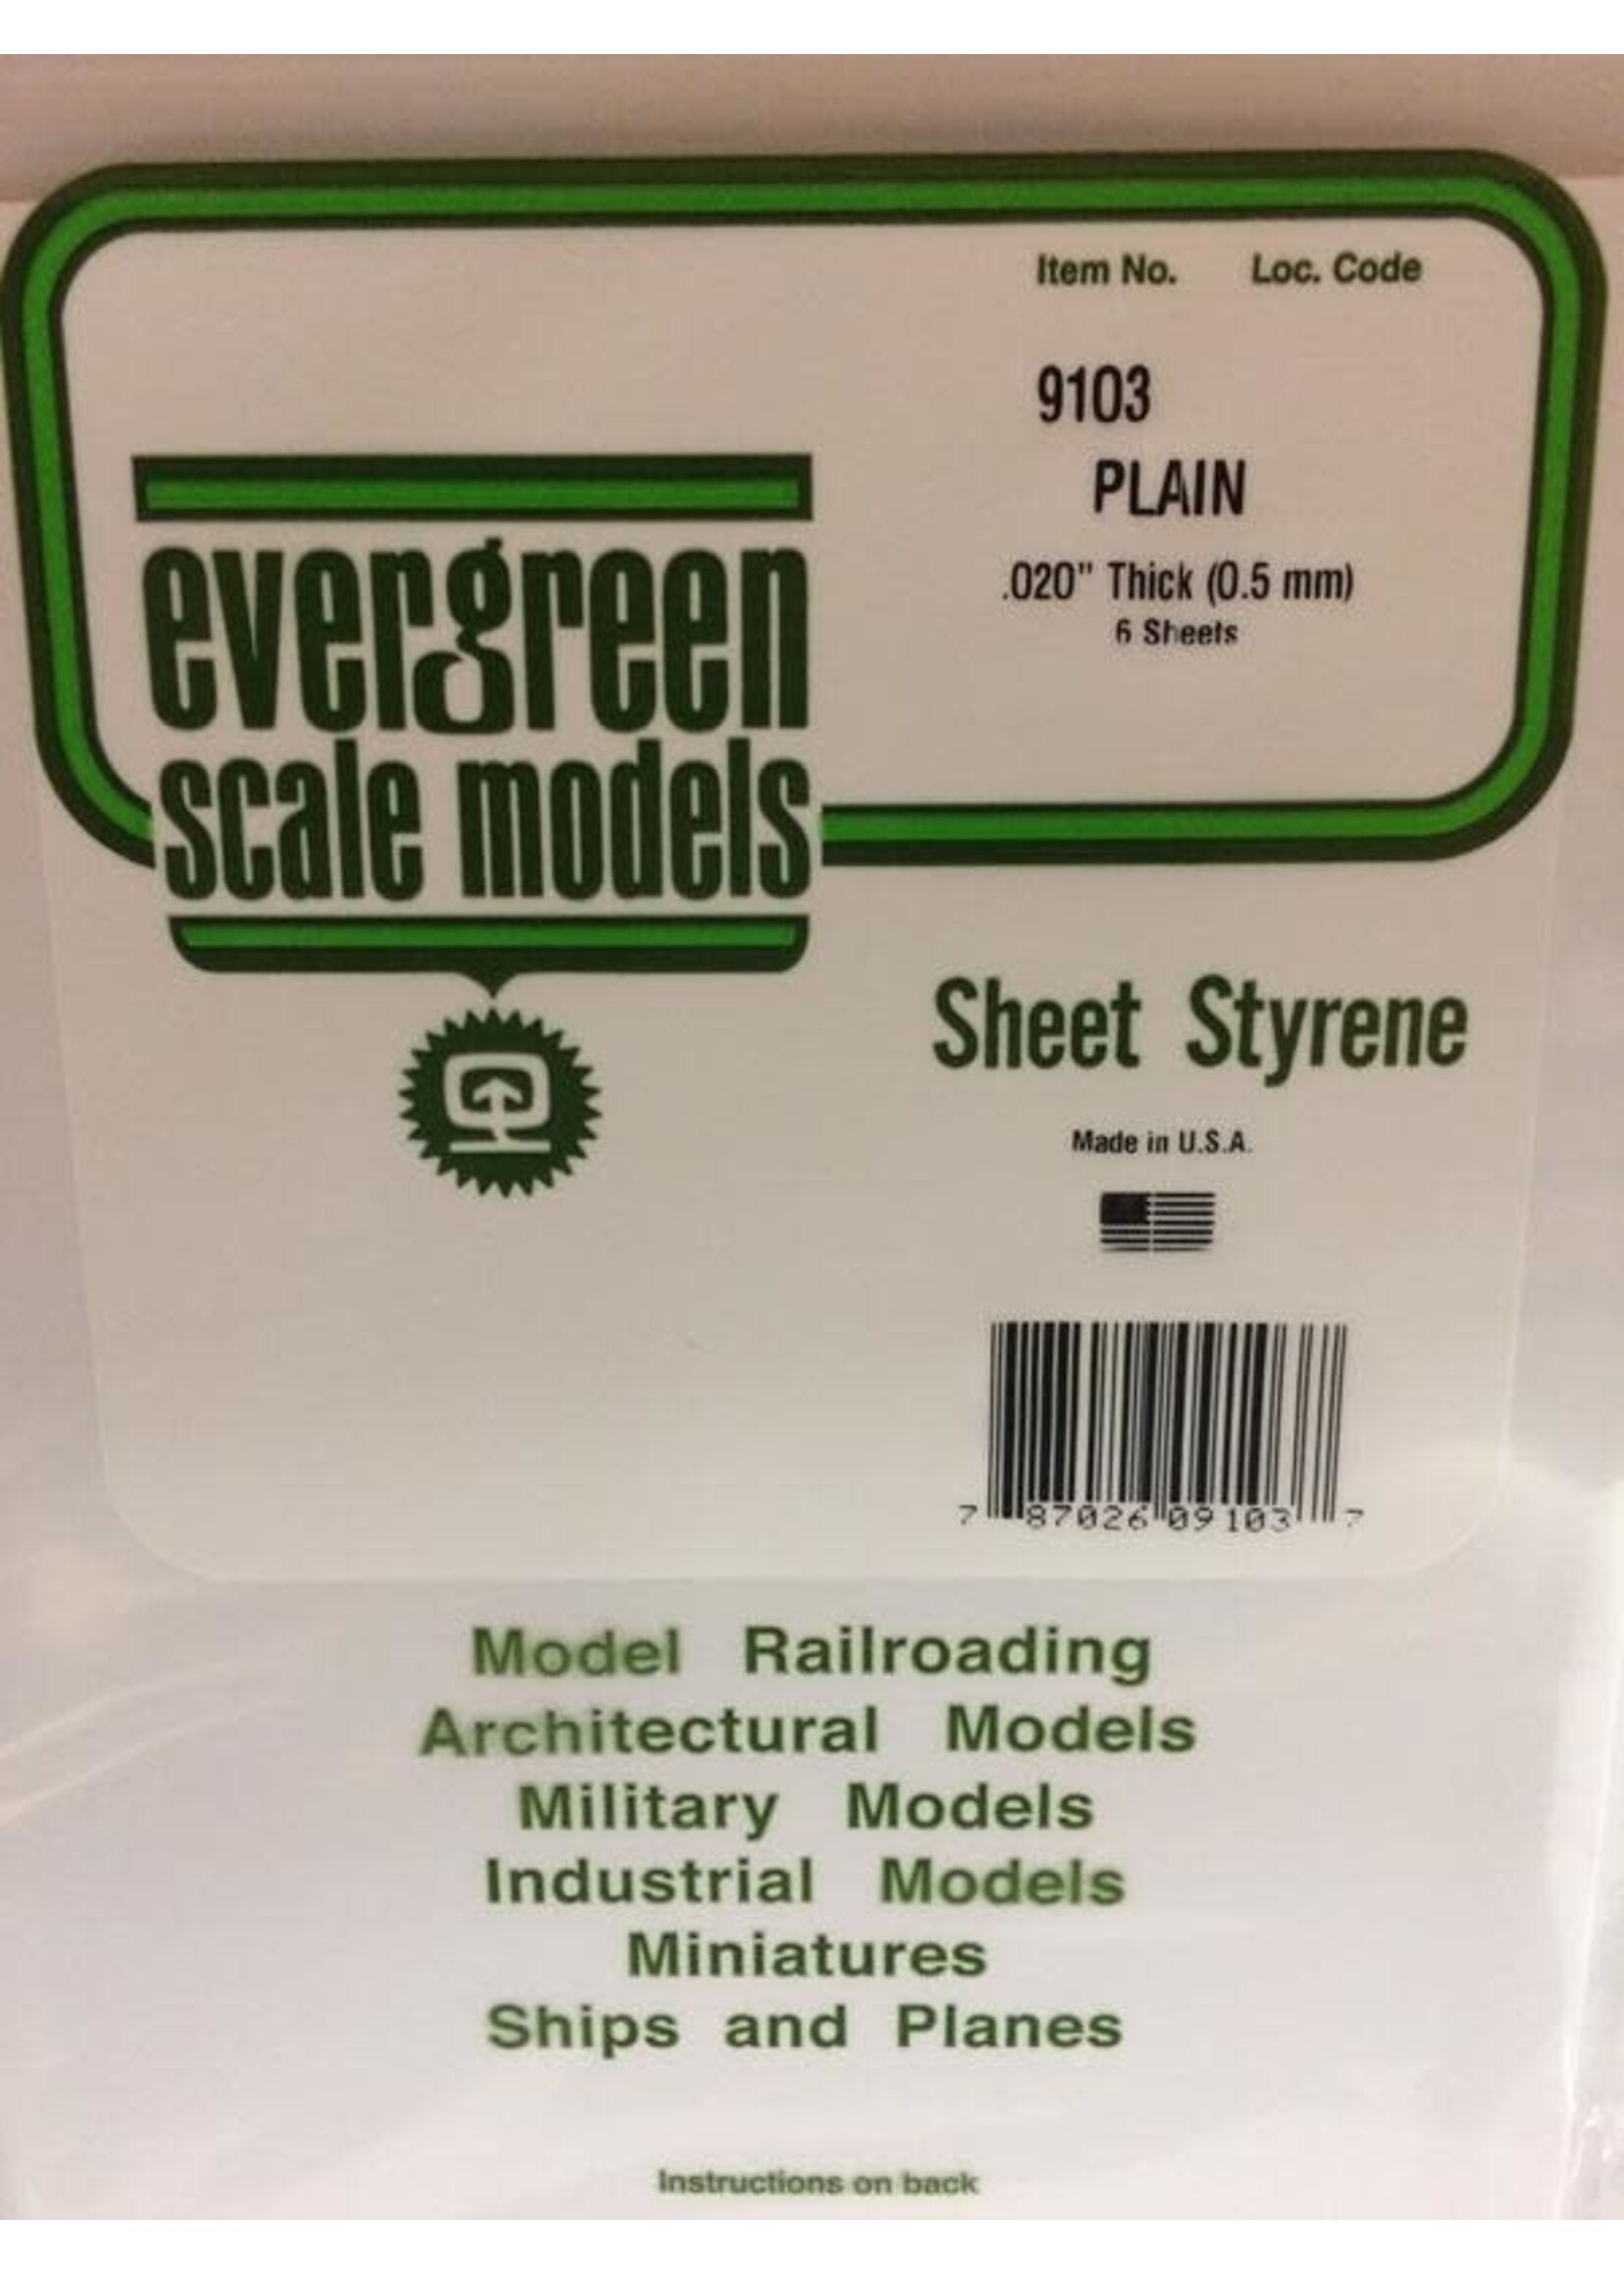 Item No. Loc. Code
9103
PLAIN
.020" Thick (0.5 mm)
6 Sheets
evergreen
scale models
Sheet Styrene
Made in U.S.A.
7 87026 09103 7
Model Railroading
Architectural Models
Military Models
Industrial Models
Miniatures
Ships and Planes
Instructions on back